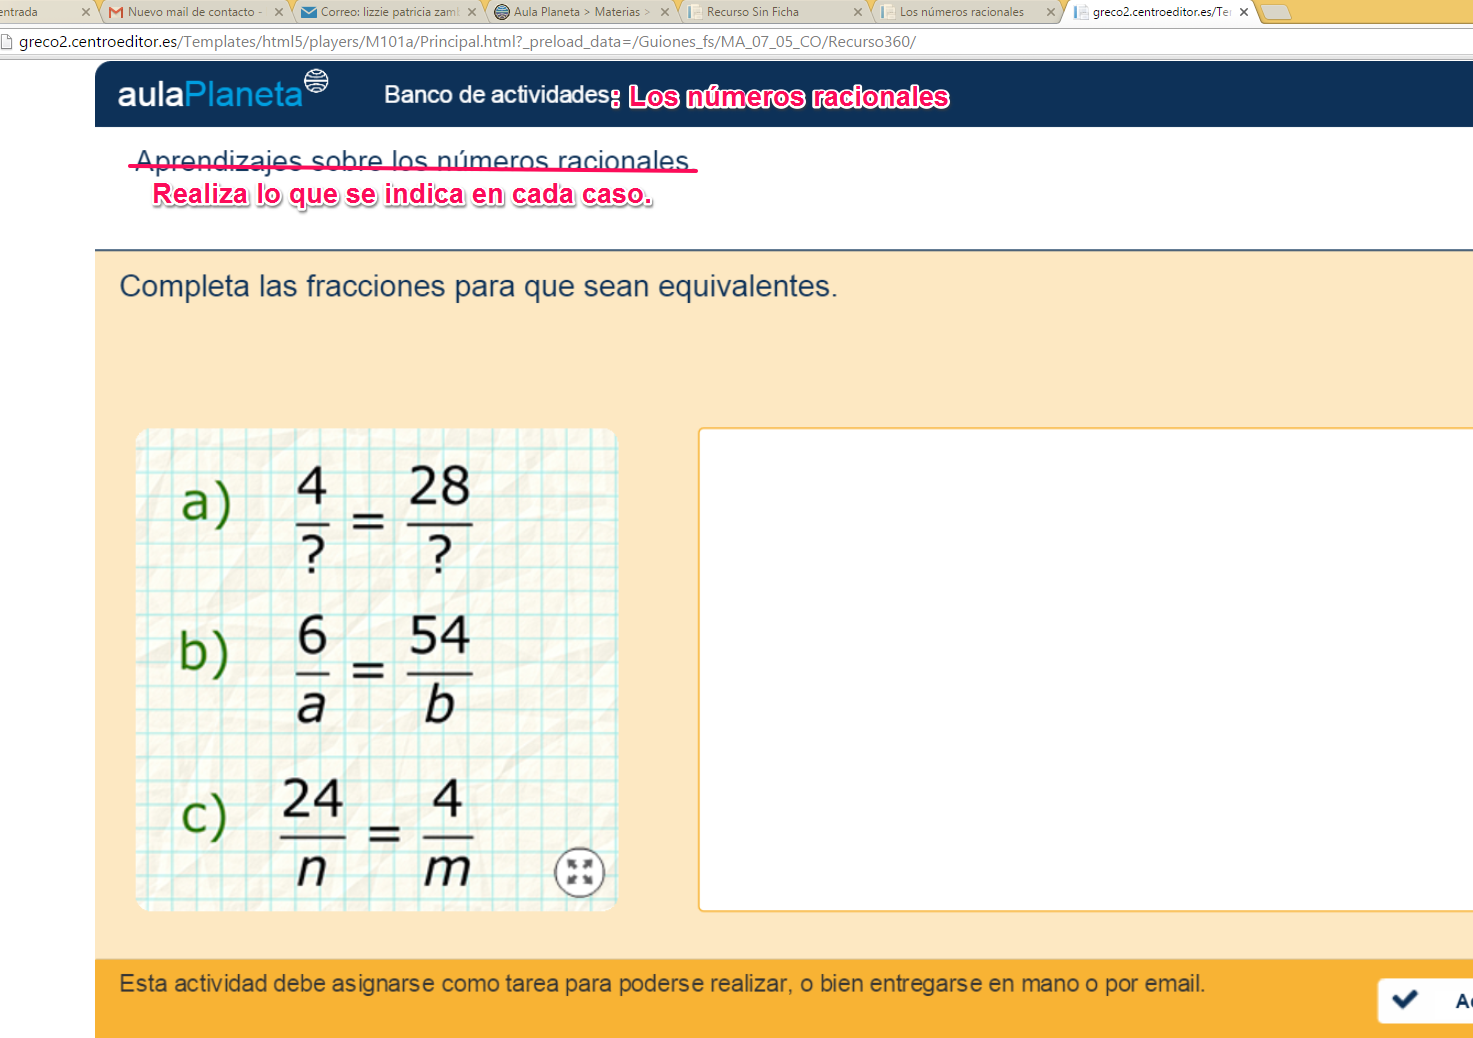 entrada
Nuevo mail de contacto -
Correo: lizzie patricia zaml
Aula Planeta > Materias >
Recurso Sin Ficha
Los números racionales
greco2.centroeditor.es/Te
greco2.centroeditor.es/Templates/html5/players/M101a/Principal.html?_preload_data=/Guiones_fs/MA_07_05_CO/Recurso360/
aulaPlaneta Banco de actividades: Los números racionales
Aprendizajes sobre los números racionales.
Realiza lo que se indica en cada caso.
Completa las fracciones para que sean equivalentes.
a) 4/? = 28/?
b) 6/a = 54/b
c) 24/n = 4/m
Esta actividad debe asignarse como tarea para poderse realizar, o bien entregarse en mano o por email.